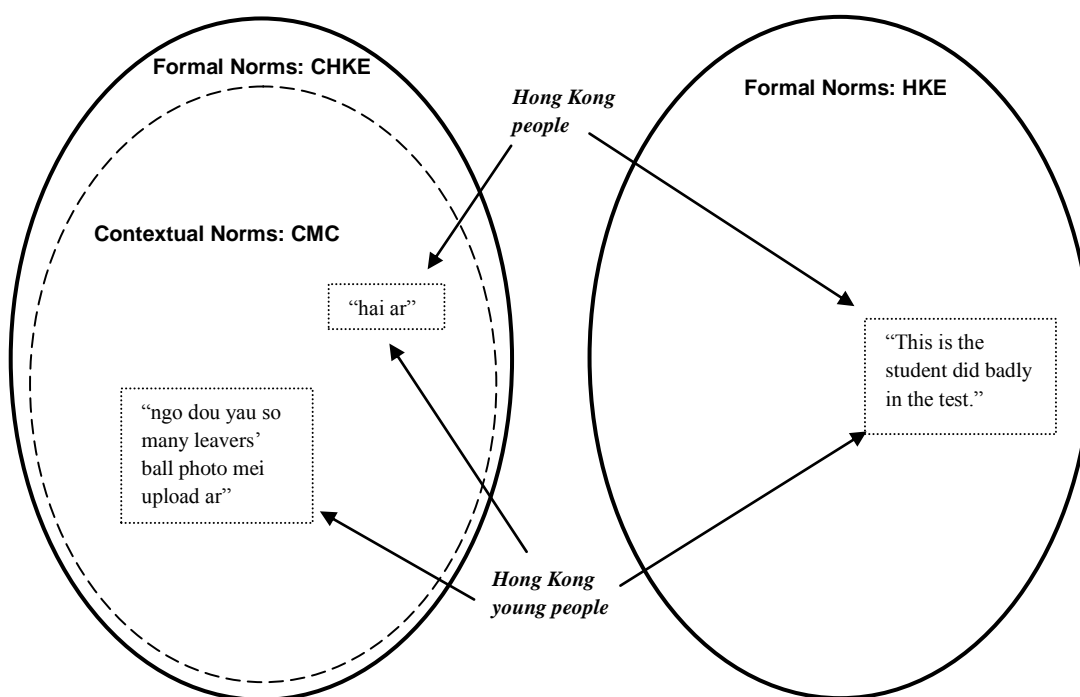 Formal Norms: CHKE
Formal Norms: HKE
Hong Kong
people
Contextual Norms: CMC
“hai ar”
“This is the
student did badly
in the test.”
“ngo dou yau so
many leavers’
ball photo mei
upload ar”
Hong Kong
young people